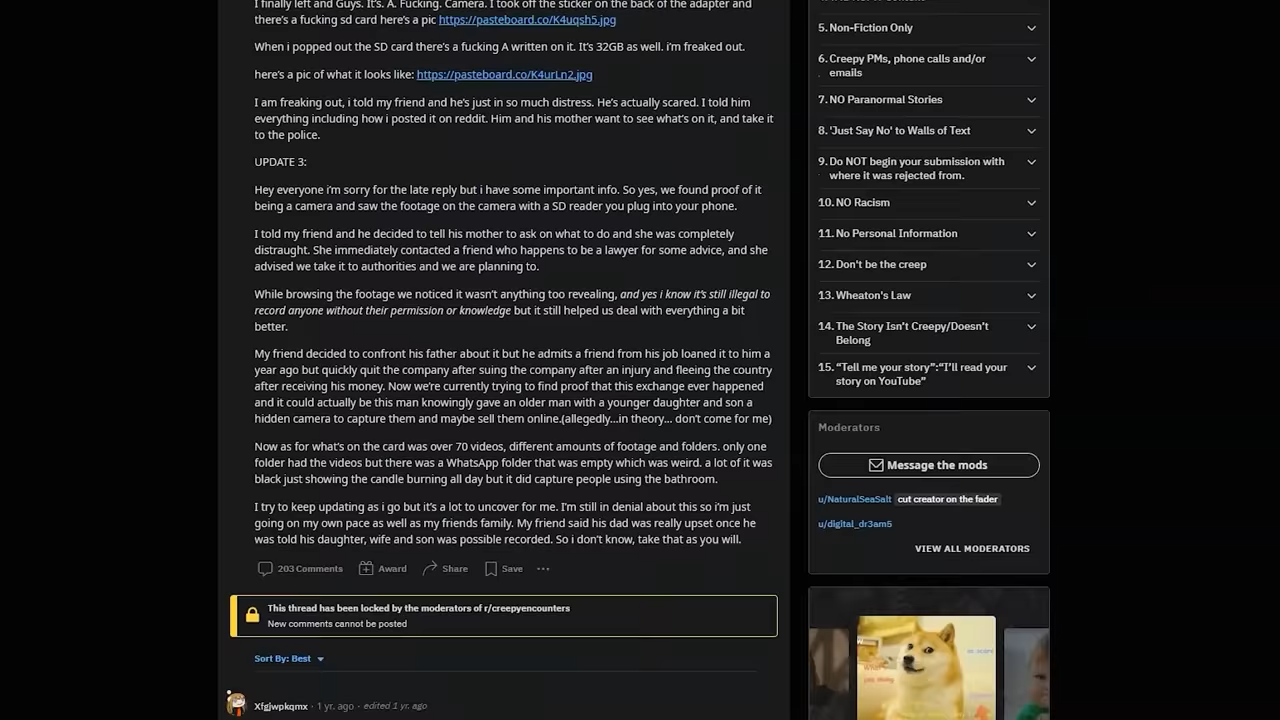 I finally left and Guys. It's. A. Fucking. Camera. I took off the sticker on the back of the adapter and
there's a fucking sd card here's a pic https://pasteboard.co/K4uqsh5.jpg
When i popped out the SD card there's a fucking A written on it. It's 32GB as well. i'm freaked out.
here's a pic of what it looks like: https://pasteboard.co/K4urLn2.jpg
I am freaking out, i told my friend and he's just in so much distress. He's actually scared. I told him
everything including how i posted it on reddit. Him and his mother want to see what's on it, and take it
to the police.
UPDATE 3:
Hey everyone i'm sorry for the late reply but i have some important info. So yes, we found proof of it
being a camera and saw the footage on the camera with a SD reader you plug into your phone.
I told my friend and he decided to tell his mother to ask on what to do and she was completely
distraught. She immediately contacted a friend who happens to be a lawyer for some advice, and she
advised we take it to authorities and we are planning to.
While browsing the footage we noticed it wasn't anything too revealing, and yes i know it's still illegal to
record anyone without their permission or knowledge but it still helped us deal with everything a bit
better.
My friend decided to confront his father about it but he admits a friend from his job loaned it to him a
year ago but quickly quit the company after suing the company after an injury and fleeing the country
after receiving his money. Now we're currently trying to find proof that this exchange ever happened
and it could actually be this man knowingly gave an older man with a younger daughter and son a
hidden camera to capture them and maybe sell them online.(allegedly...in theory... don't come for me)
Now as for what's on the card was over 70 videos, different amounts of footage and folders. only one
folder had the videos but there was a WhatsApp folder that was empty which was weird. a lot of it was
black just showing the candle burning all day but it did capture people using the bathroom.
I try to keep updating as i go but it's a lot to uncover for me. I'm still in denial about this so i'm just
going on my own pace as well as my friends family. My friend said his dad was really upset once he
was told his daughter, wife and son was possible recorded. So i don't know, take that as you will.
203 Comments Award Share Save
This thread has been locked by the moderators of r/creepyencounters
New comments cannot be posted
Sort By: Best
Xfgjwpkqmx · 1 yr. ago · edited 1 yr. ago
5. Non-Fiction Only
6. Creepy PMs, phone calls and/or
emails
7. NO Paranormal Stories
8. 'Just Say No' to Walls of Text
9. Do NOT begin your submission with
where it was rejected from.
10. NO Racism
11. No Personal Information
12. Don't be the creep
13. Wheaton's Law
14. The Story Isn't Creepy/Doesn't
Belong
15. "Tell me your story":"I'll read your
story on YouTube"
Moderators
Message the mods
u/NaturalSeaSalt cut creator on the fader
u/digital_dr3am5
VIEW ALL MODERATORS